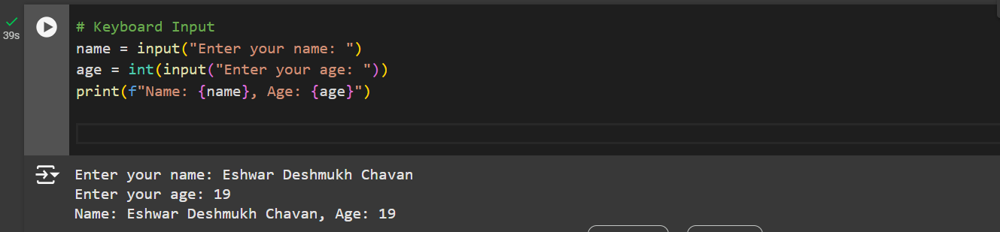 39s
# Keyboard Input
name = input("Enter your name: ")
age = int(input("Enter your age: "))
print(f"Name: {name}, Age: {age}")
Enter your name: Eshwar Deshmukh Chavan
Enter your age: 19
Name: Eshwar Deshmukh Chavan, Age: 19